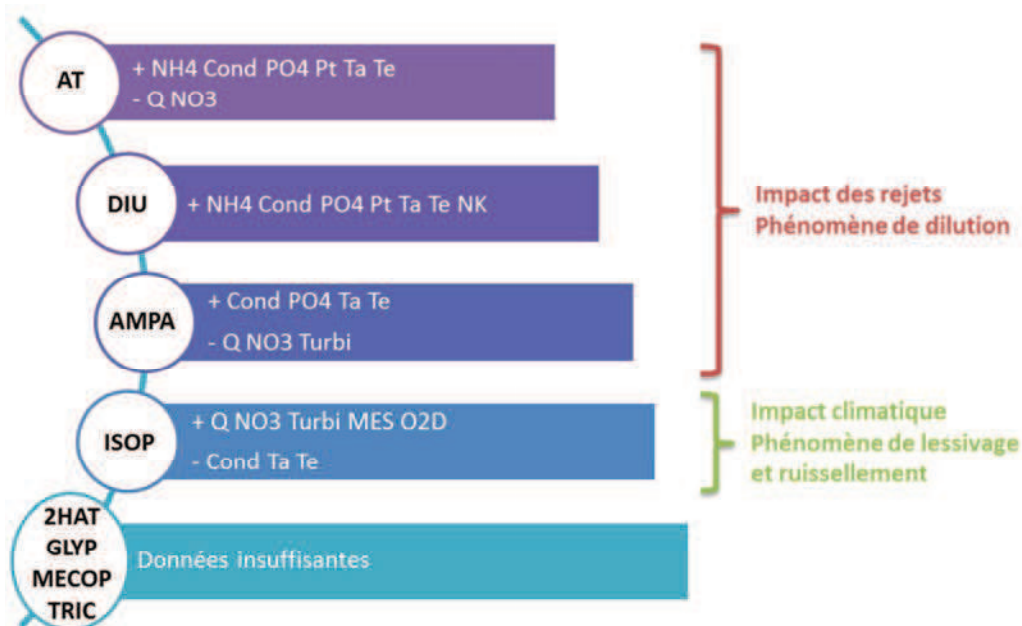 AT
+ NH4 Cond PO4 Pt Ta Te
- Q NO3
DIU
+ NH4 Cond PO4 Pt Ta Te NK
AMPA
+ Cond PO4 Ta Te
- Q NO3 Turbi
Impact des rejets
Phénomène de dilution
ISOP
+ Q NO3 Turbi MES O2D
- Cond Ta Te
Impact climatique
Phénomène de lessivage
et ruissellement
2HAT
GLYP
MECOP
TRIC
Données insuffisantes